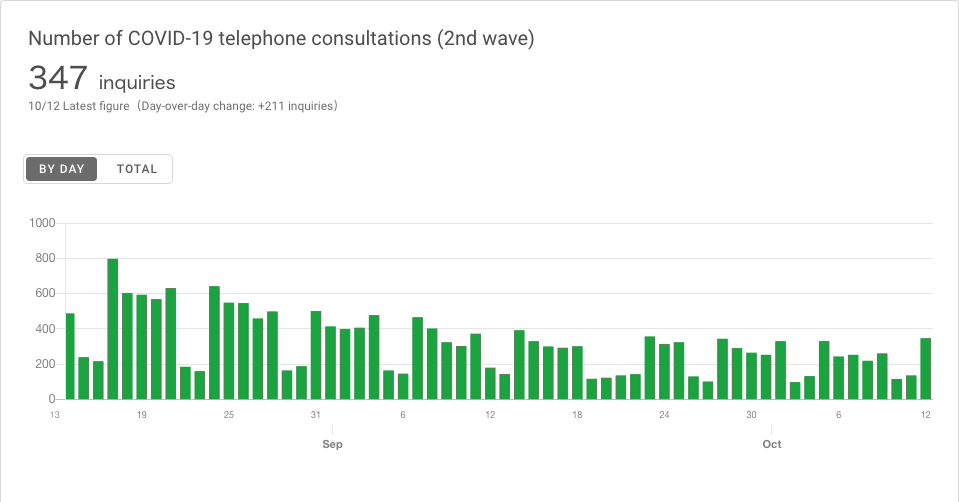 Number of COVID-19 telephone consultations (2nd wave)
347 inquiries
10/12 Latest figure（Day-over-day change: +211 inquiries）
BY DAY TOTAL
1000
800
600
400
200
0
13 19 25 31 6 12 18 24 30 6 12
Sep Oct